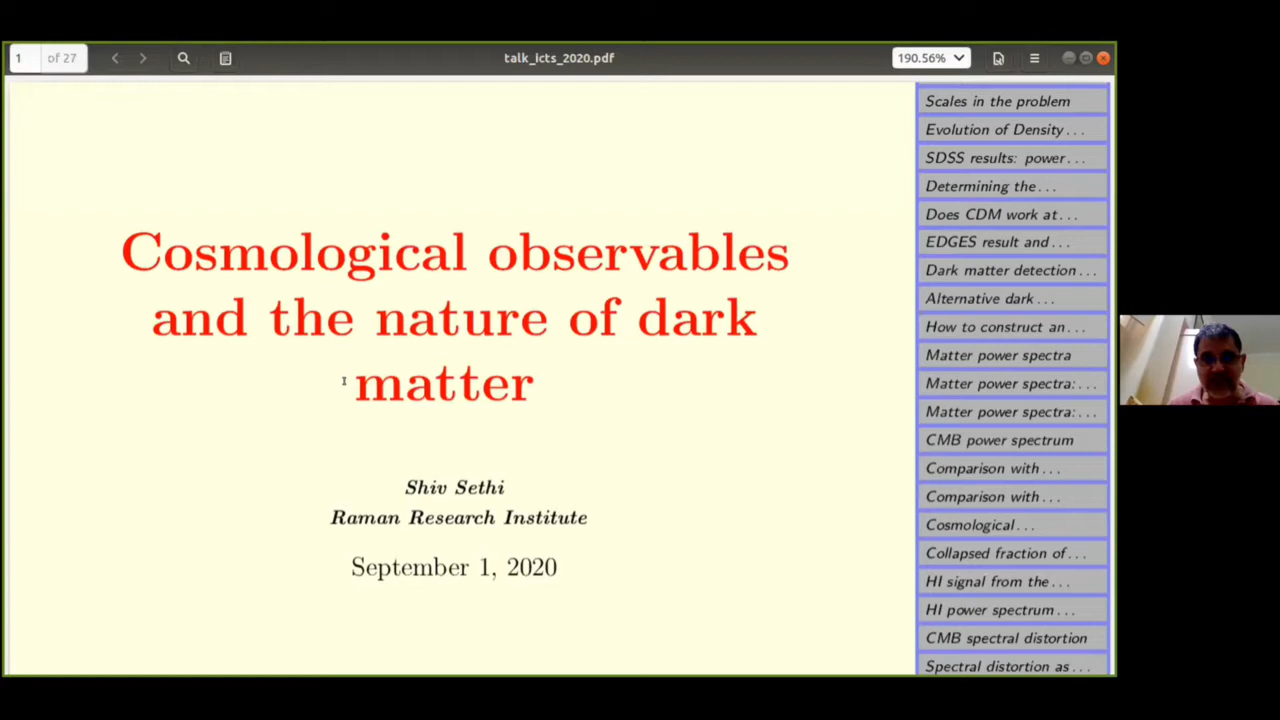 1 of 27
talk_lcts_2020.pdf
190.56%
Cosmological observables
and the nature of dark
matter
Shiv Sethi
Raman Research Institute
September 1, 2020
Scales in the problem
Evolution of Density . . .
SDSS results: power . . .
Determining the . . .
Does CDM work at . . .
EDGES result and . . .
Dark matter detection . . .
Alternative dark . . .
How to construct an . . .
Matter power spectra
Matter power spectra: . . .
Matter power spectra: . . .
CMB power spectrum
Comparison with . . .
Comparison with . . .
Cosmological . . .
Collapsed fraction of . . .
HI signal from the . . .
HI power spectrum . . .
CMB spectral distortion
Spectral distortion as . . .